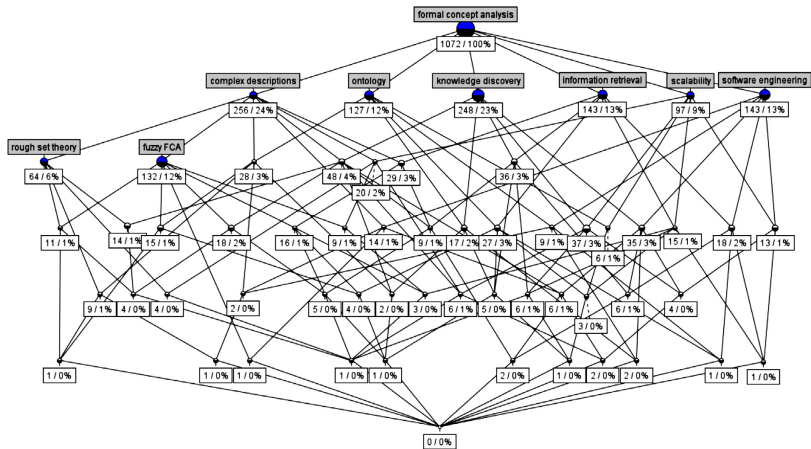 formal concept analysis
1072 / 100%
complex descriptions
ontology
knowledge discovery
information retrieval
scalability
software engineering
256 / 24%
127 / 12%
248 / 23%
143 / 13%
97 / 9%
143 / 13%
rough set theory
fuzzy FCA
64 / 6%
132 / 12%
28 / 3%
48 / 4%
29 / 3%
36 / 3%
20 / 2%
11 / 1%
14 / 1%
15 / 1%
18 / 2%
16 / 1%
9 / 1%
14 / 1%
9 / 1%
17 / 2%
27 / 3%
9 / 1%
37 / 3%
35 / 3%
15 / 1%
18 / 2%
13 / 1%
6 / 1%
9 / 1%
4 / 0%
4 / 0%
2 / 0%
5 / 0%
4 / 0%
2 / 0%
3 / 0%
6 / 1%
5 / 0%
6 / 1%
6 / 1%
6 / 1%
4 / 0%
3 / 0%
1 / 0%
1 / 0%
1 / 0%
1 / 0%
1 / 0%
2 / 0%
1 / 0%
2 / 0%
2 / 0%
1 / 0%
1 / 0%
0 / 0%